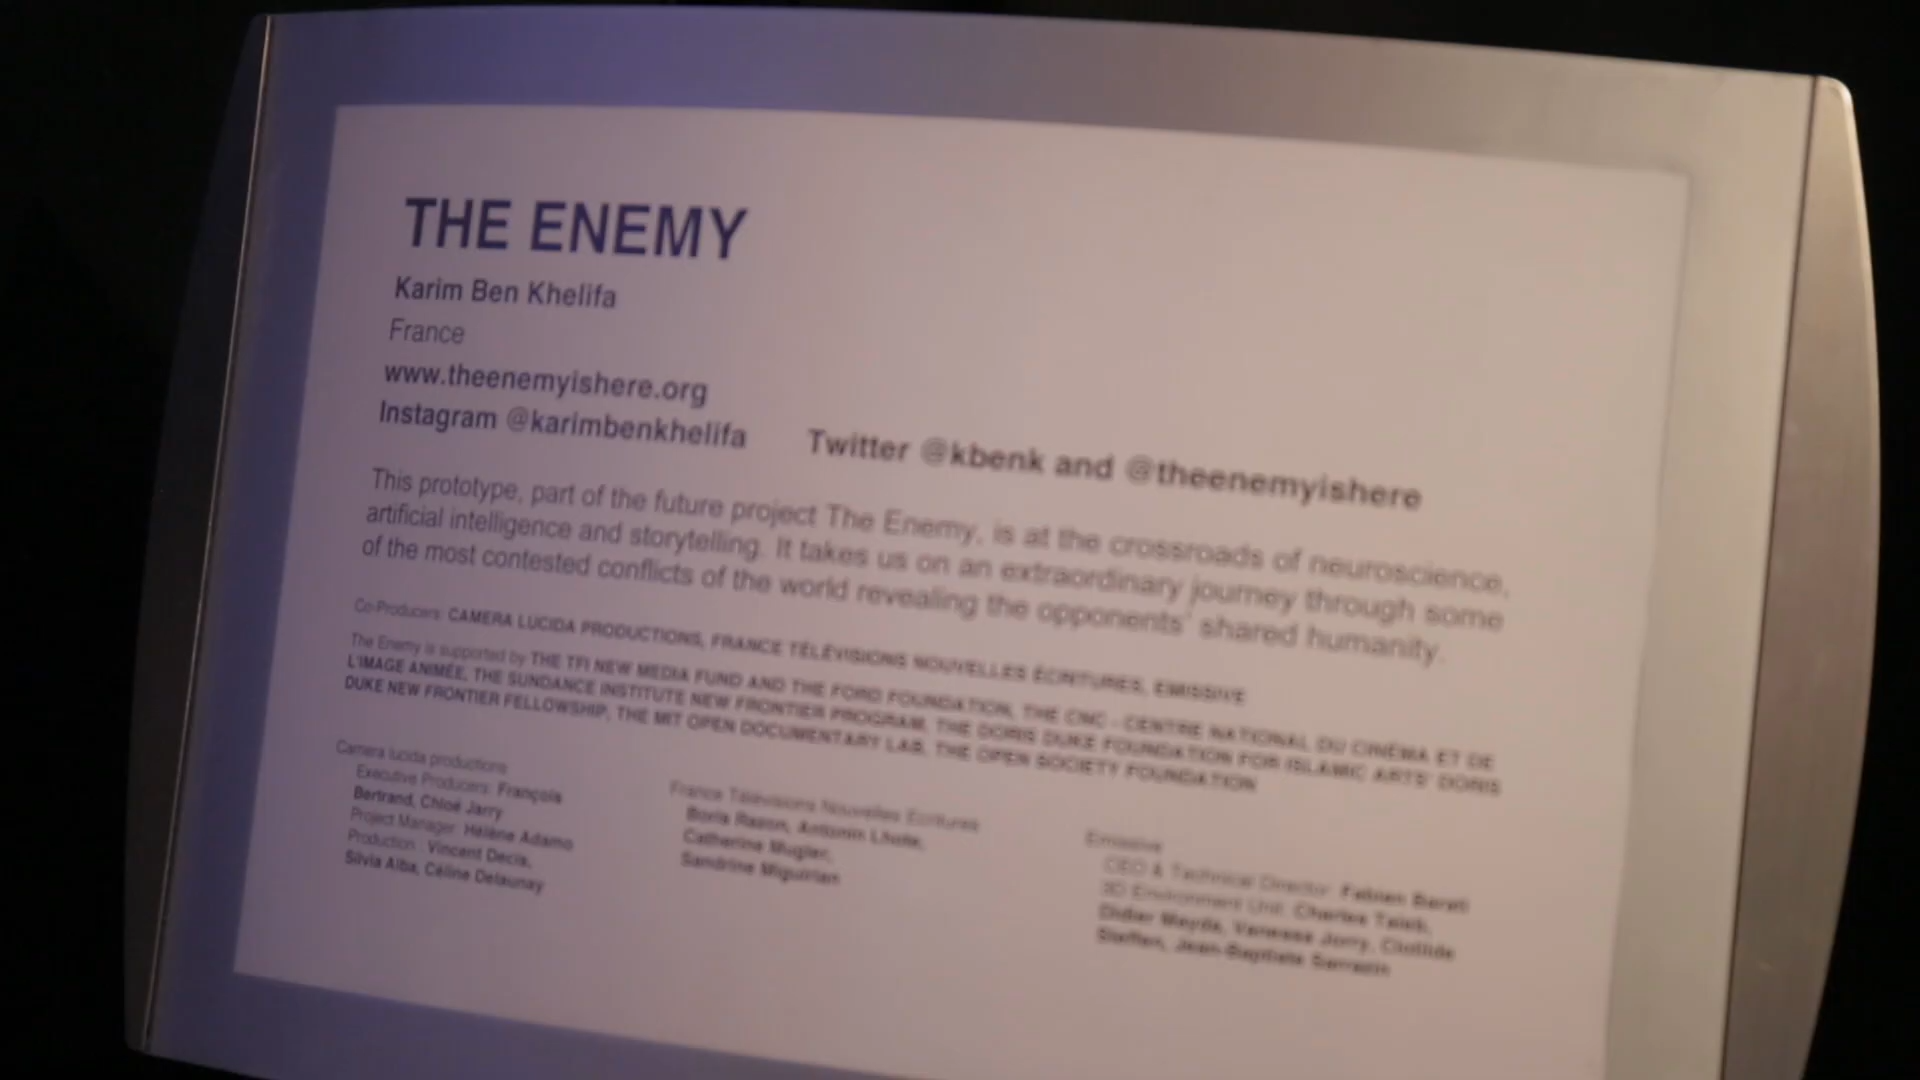 THE ENEMY
Karim Ben Khelifa
France
www.theenemyishere.org
Instagram @karimbenkhelifa Twitter @kbenk and @theenemyishere
This prototype, part of the future project The Enemy, is at the crossroads of neuroscience,
artificial intelligence and storytelling. It takes us on an extraordinary journey through some
of the most contested conflicts of the world revealing the opponents' shared humanity.
Co-Producers: CAMERA LUCIDA PRODUCTIONS, FRANCE TÉLÉVISIONS NOUVELLES ÉCRITURES, EMISSIVE
The Enemy is supported by THE TFI NEW MEDIA FUND AND THE FORD FOUNDATION, THE CNC - CENTRE NATIONAL DU CINÉMA ET DE
L'IMAGE ANIMÉE, THE SUNDANCE INSTITUTE NEW FRONTIER PROGRAM, THE DORIS DUKE FOUNDATION FOR ISLAMIC ARTS' DORIS
DUKE NEW FRONTIER FELLOWSHIP, THE MIT OPEN DOCUMENTARY LAB, THE OPEN SOCIETY FOUNDATION
Camera lucida productions
Executive Producers: François
Bertrand, Chloé Jarry
Project Manager: Hélène Adamo
Production: Vincent Decis,
Silvia Alba, Céline Delaunay
France Télévisions Nouvelles Ecritures
Boris Razon, Antonin Lhote,
Catherine Mugler,
Sandrine Miguirian
Emissive
CEO & Technical Director: Fabien Barati
3D Environment Unit: Charles Taieb,
Didier Mayda, Vanessa Jorry, Clotilde
Steffen, Jean-Baptiste Sarrazin